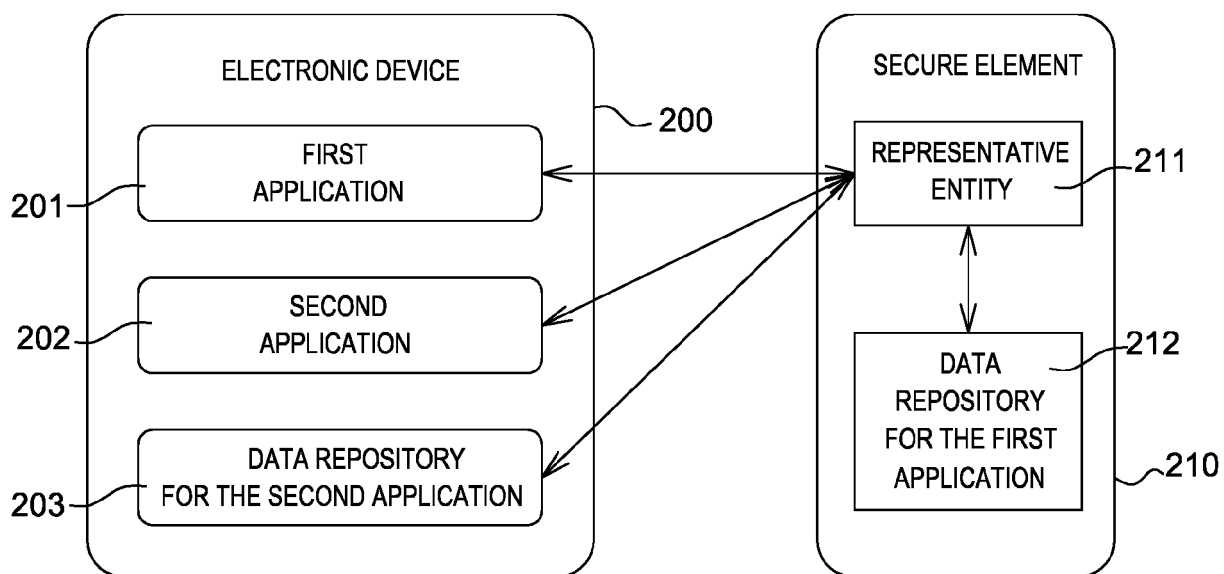 ELECTRONIC DEVICE
200
FIRST
APPLICATION
201
SECOND
APPLICATION
202
DATA REPOSITORY
FOR THE SECOND APPLICATION
203
SECURE ELEMENT
REPRESENTATIVE
ENTITY
211
212
DATA
REPOSITORY
FOR THE FIRST
APPLICATION
210